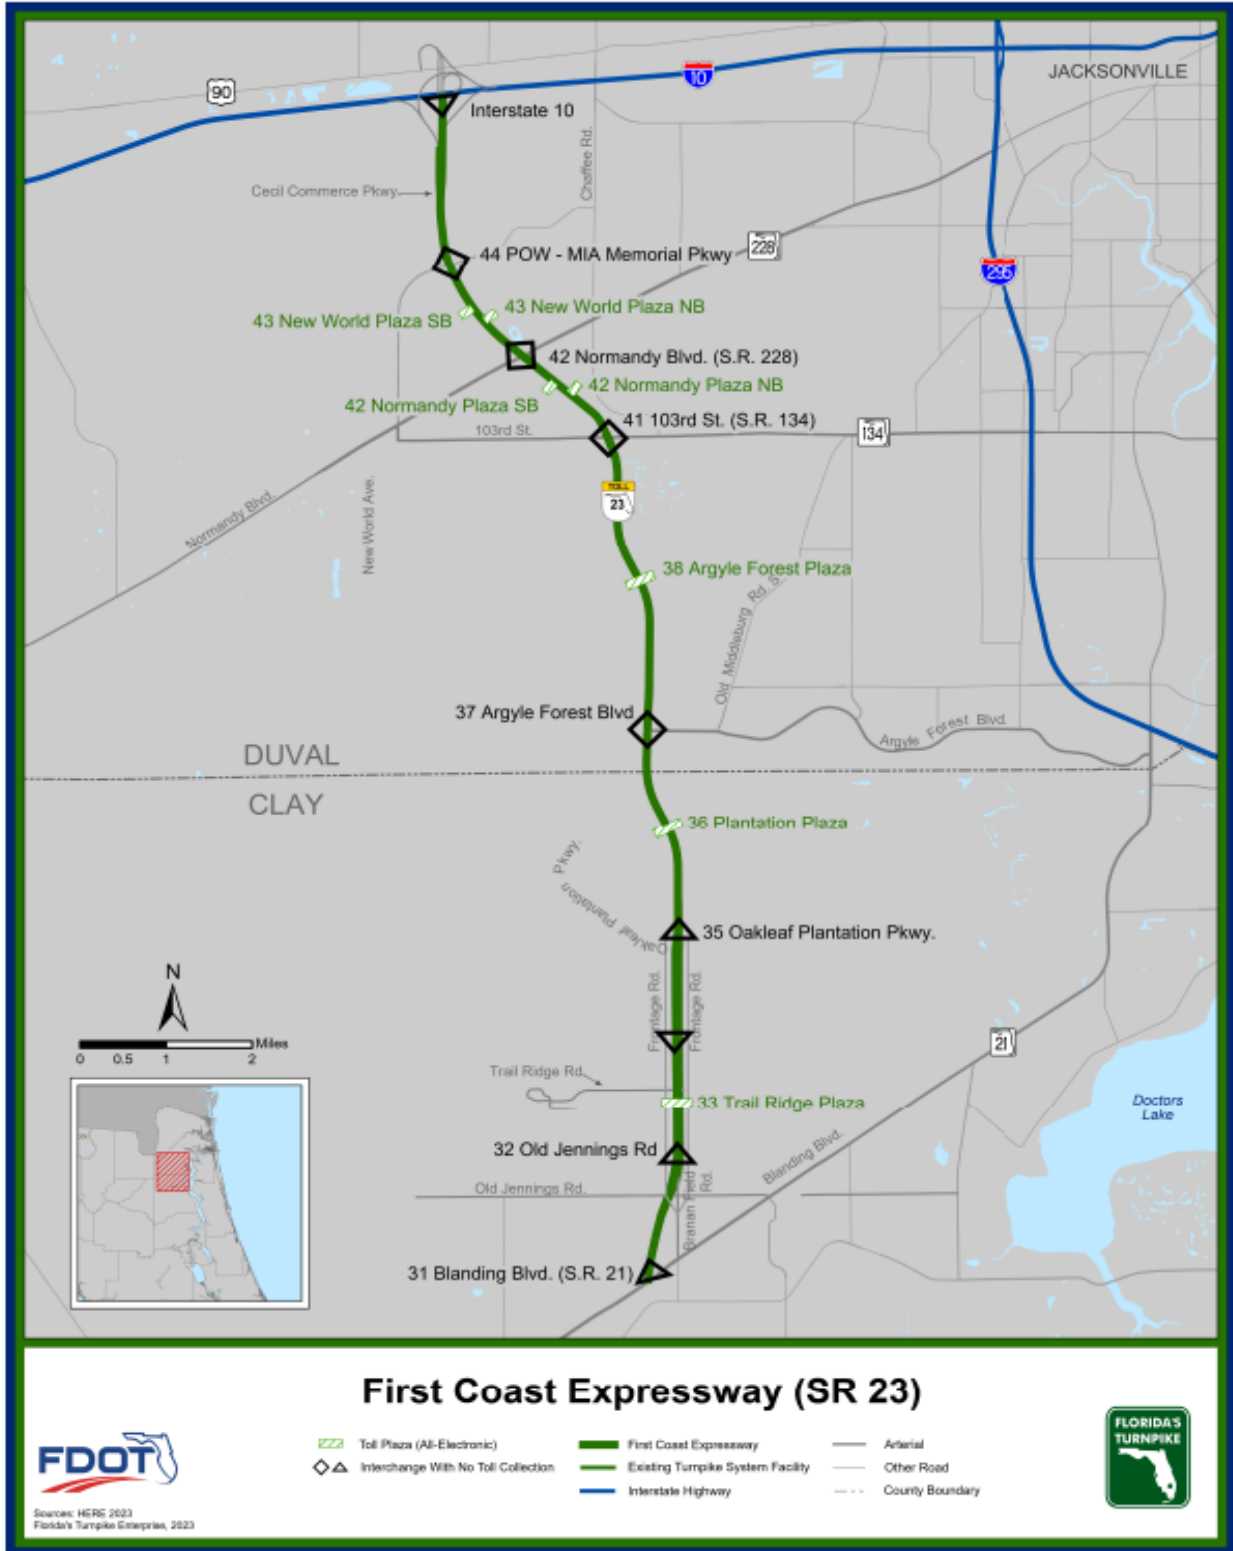 JACKSONVILLE
90
10
Interstate 10
Chaffee Rd.
Cecil Commerce Pkwy.
228
44 POW - MIA Memorial Pkwy
295
43 New World Plaza NB
43 New World Plaza SB
42 Normandy Blvd. (S.R. 228)
42 Normandy Plaza NB
42 Normandy Plaza SB
41 103rd St. (S.R. 134)
103rd St.
134
TOLL
23
Normandy Blvd.
New World Ave.
38 Argyle Forest Plaza
Old Middleburg Rd. S.
37 Argyle Forest Blvd
Argyle Forest Blvd.
DUVAL
CLAY
36 Plantation Plaza
Oakleaf Plantation Pkwy.
35 Oakleaf Plantation Pkwy.
Frontage Rd.
Frontage Rd.
N
Miles
0 0.5 1 2
21
Trail Ridge Rd.
33 Trail Ridge Plaza
Doctors
Lake
32 Old Jennings Rd
Blanding Blvd.
Old Jennings Rd.
Branan Field
Rd.
31 Blanding Blvd. (S.R. 21)
First Coast Expressway (SR 23)
FDOT
Toll Plaza (All-Electronic)
Interchange With No Toll Collection
First Coast Expressway
Existing Turnpike System Facility
Interstate Highway
Arterial
Other Road
County Boundary
FLORIDA'S
TURNPIKE
Sources: HERE 2023
Florida's Turnpike Enterprise, 2023